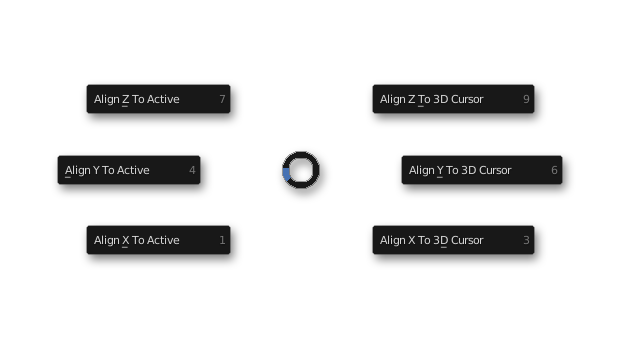 Align Z To Active 7
Align Z To 3D Cursor 9
Align Y To Active 4
Align Y To 3D Cursor 6
Align X To Active 1
Align X To 3D Cursor 3